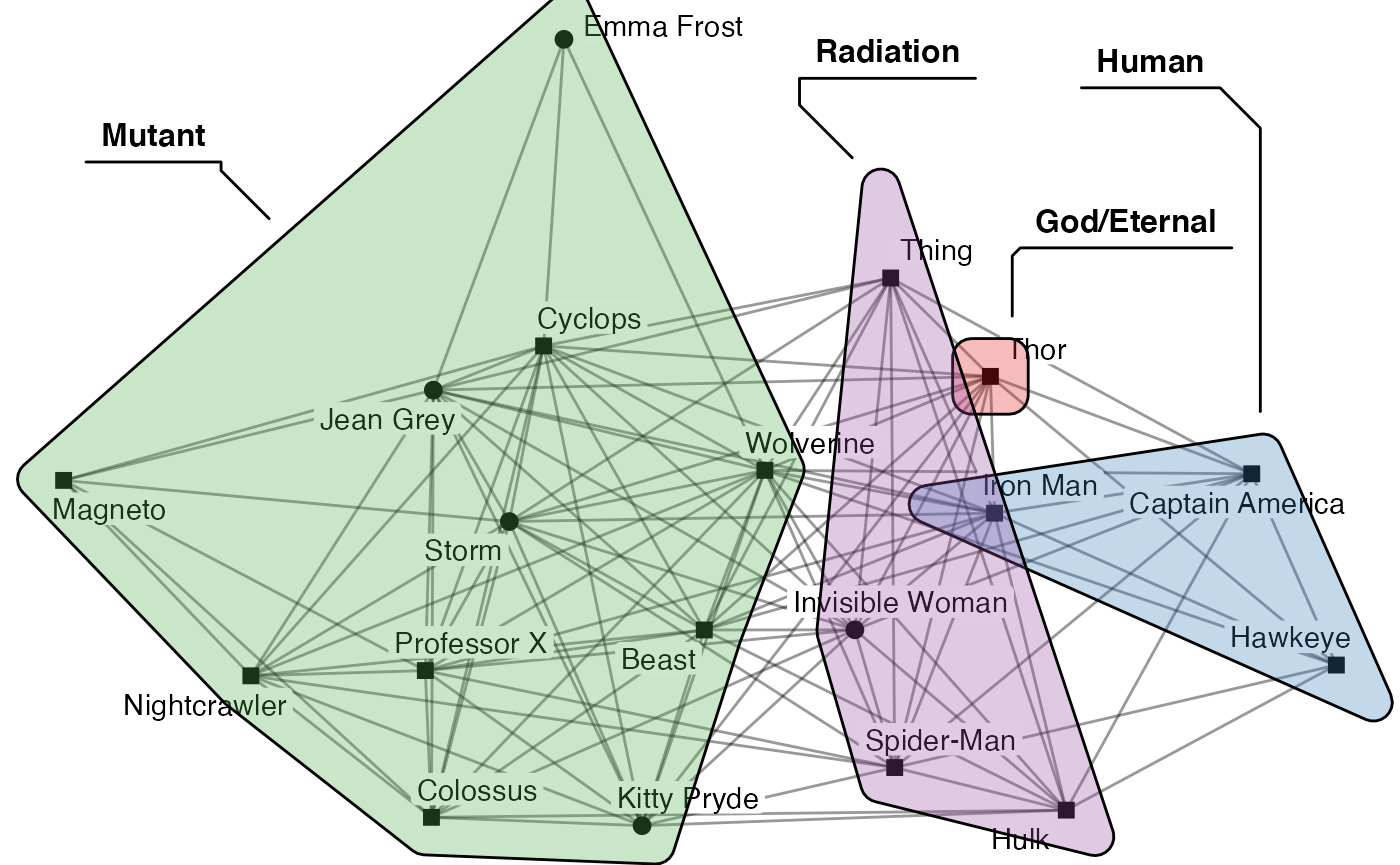 Emma Frost
Radiation
Human
Mutant
God/Eternal
Thing
Cyclops
Thor
Jean Grey
Wolverine
Iron Man
Captain America
Magneto
Storm
Invisible Woman
Professor X
Beast
Hawkeye
Nightcrawler
Spider-Man
Colossus
Kitty Pryde
Hulk